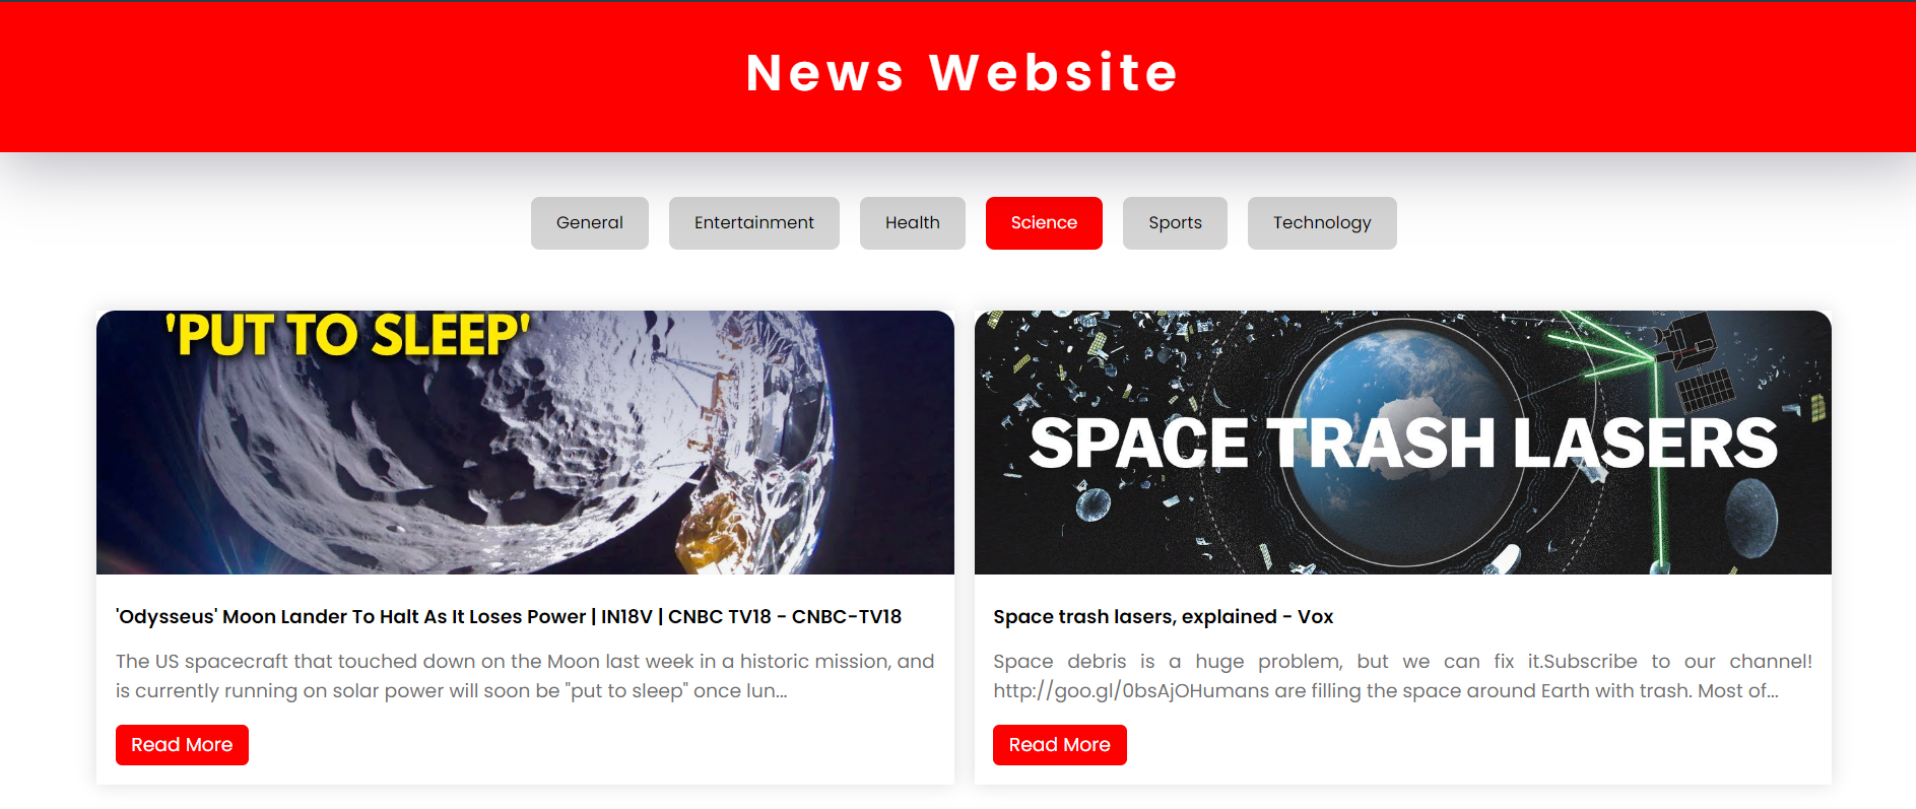 News Website
General Entertainment Health Science Sports Technology
'PUT TO SLEEP'
'Odysseus' Moon Lander To Halt As It Loses Power | IN18V | CNBC TV18 - CNBC-TV18
The US spacecraft that touched down on the Moon last week in a historic mission, and
is currently running on solar power will soon be "put to sleep" once lun...
Read More
SPACE TRASH LASERS
Space trash lasers, explained - Vox
Space debris is a huge problem, but we can fix it.Subscribe to our channel!
http://goo.gl/0bsAjOHumans are filling the space around Earth with trash. Most of...
Read More